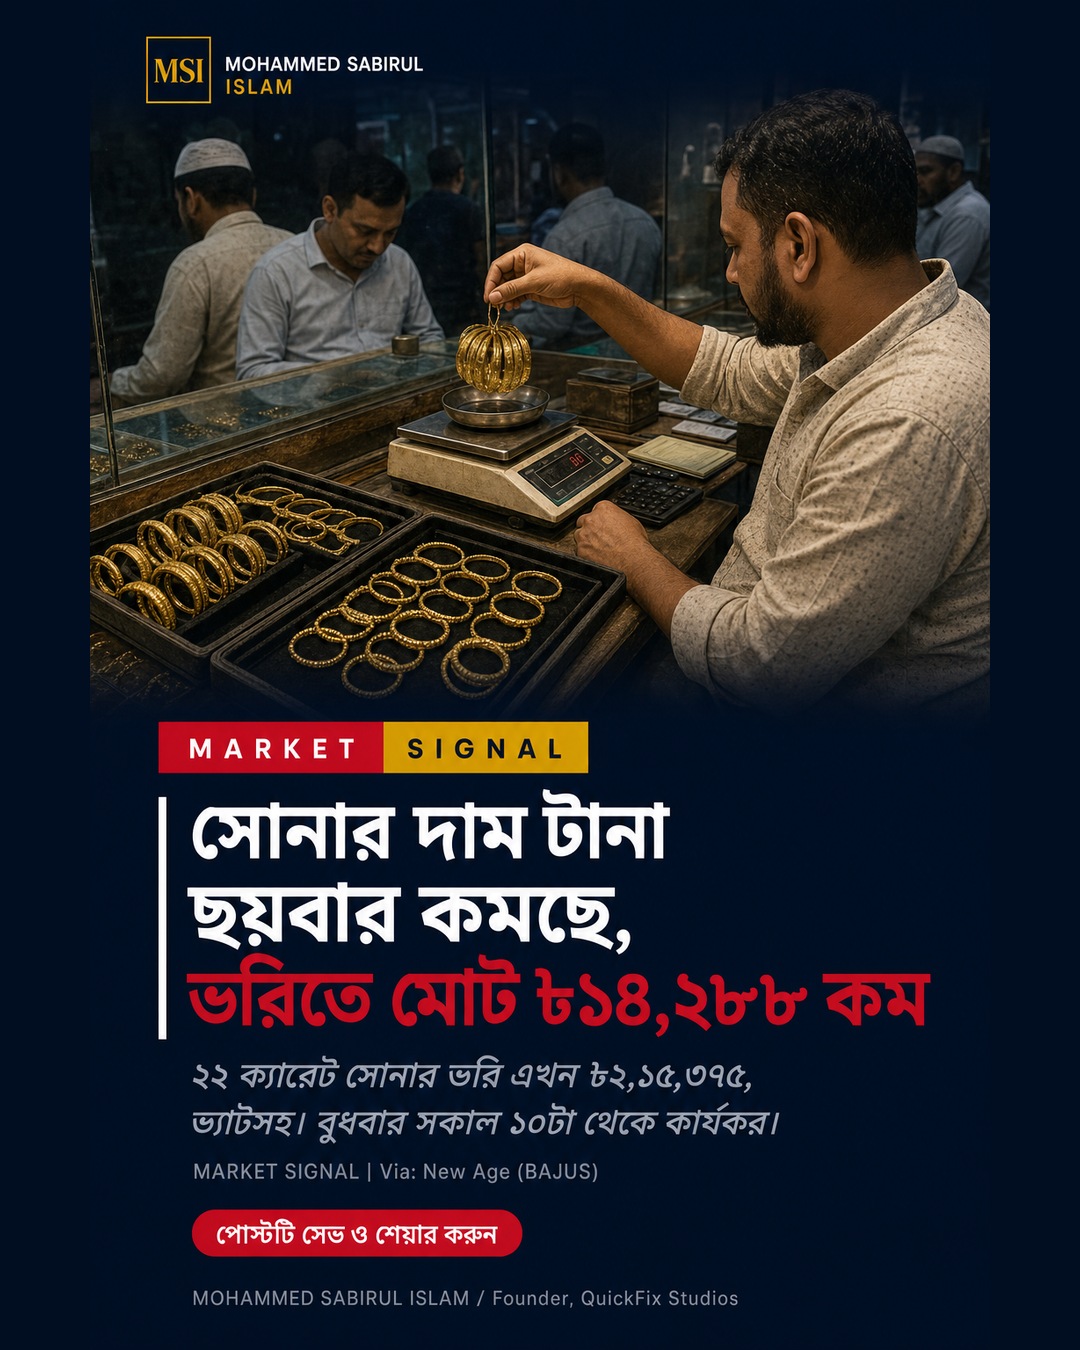 MSI
MOHAMMED SABIRUL
ISLAM
MARKET SIGNAL
সোনার দাম টানা
ছয়বার কমছে,
ভরিতে মোট ৳১৪,২৮৮ কম
২২ ক্যারেট সোনার ভরি এখন ৳২,১৫,৩৭৫,
ভ্যাটসহ। বুধবার সকাল ১০টা থেকে কার্যকর।
MARKET SIGNAL | Via: New Age (BAJUS)
পোস্টটি সেভ ও শেয়ার করুন
MOHAMMED SABIRUL ISLAM / Founder, QuickFix Studios